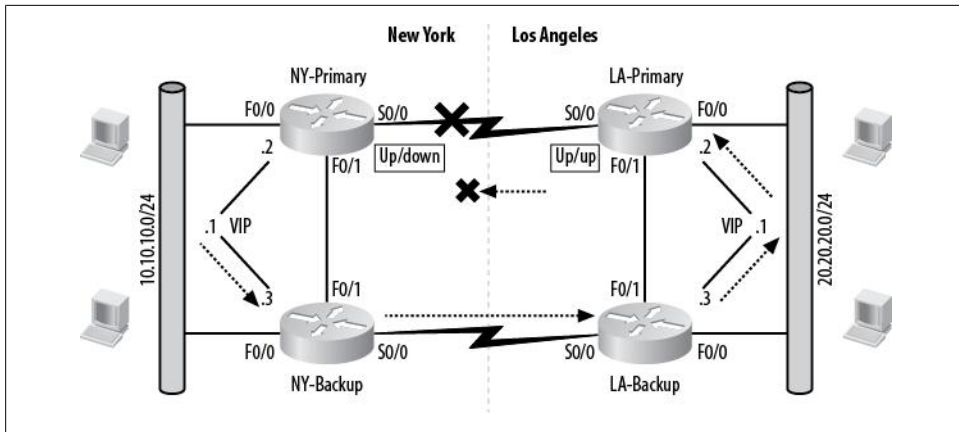 New York
Los Angeles
NY-Primary
LA-Primary
F0/0
S0/0
S0/0
F0/0
.2
Up/down
Up/up
.2
F0/1
F0/1
10.10.10.0/24
.1
VIP
VIP
.1
20.20.20.0/24
.3
F0/1
F0/1
.3
F0/0
S0/0
S0/0
F0/0
NY-Backup
LA-Backup